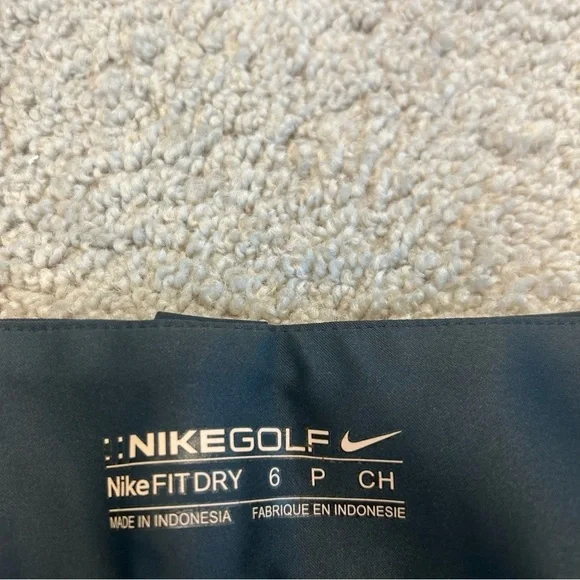 ::NIKEGOLF
NikeFITDRY 6 P CH
MADE IN INDONESIA FABRIQUE EN INDONESIE